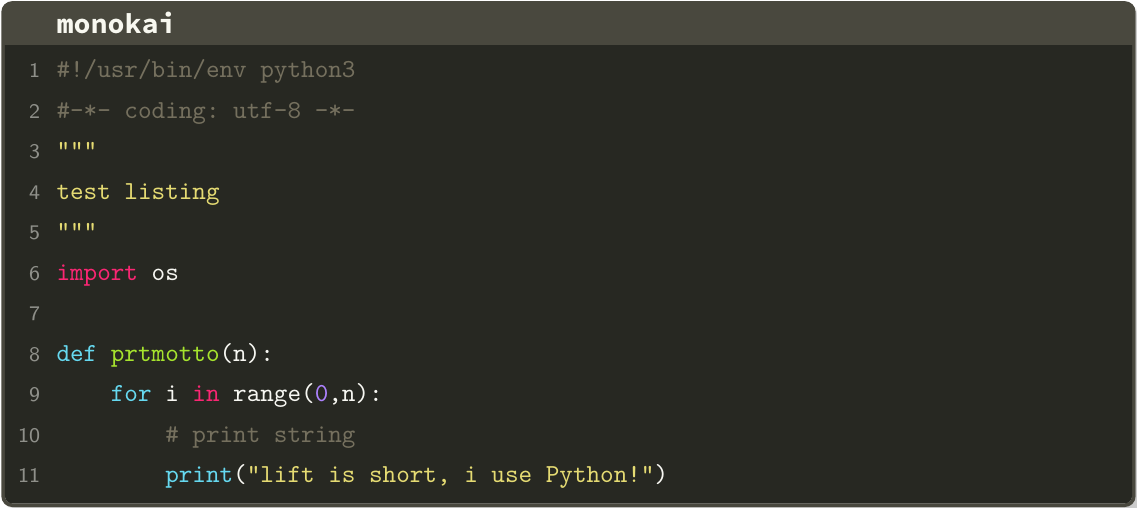 monokai
1 #!/usr/bin/env python3
2 #-*- coding: utf-8 -*-
3 """
4 test listing
5 """
6 import os
7
8 def prtmotto(n):
9     for i in range(0,n):
10         # print string
11         print("lift is short, i use Python!")